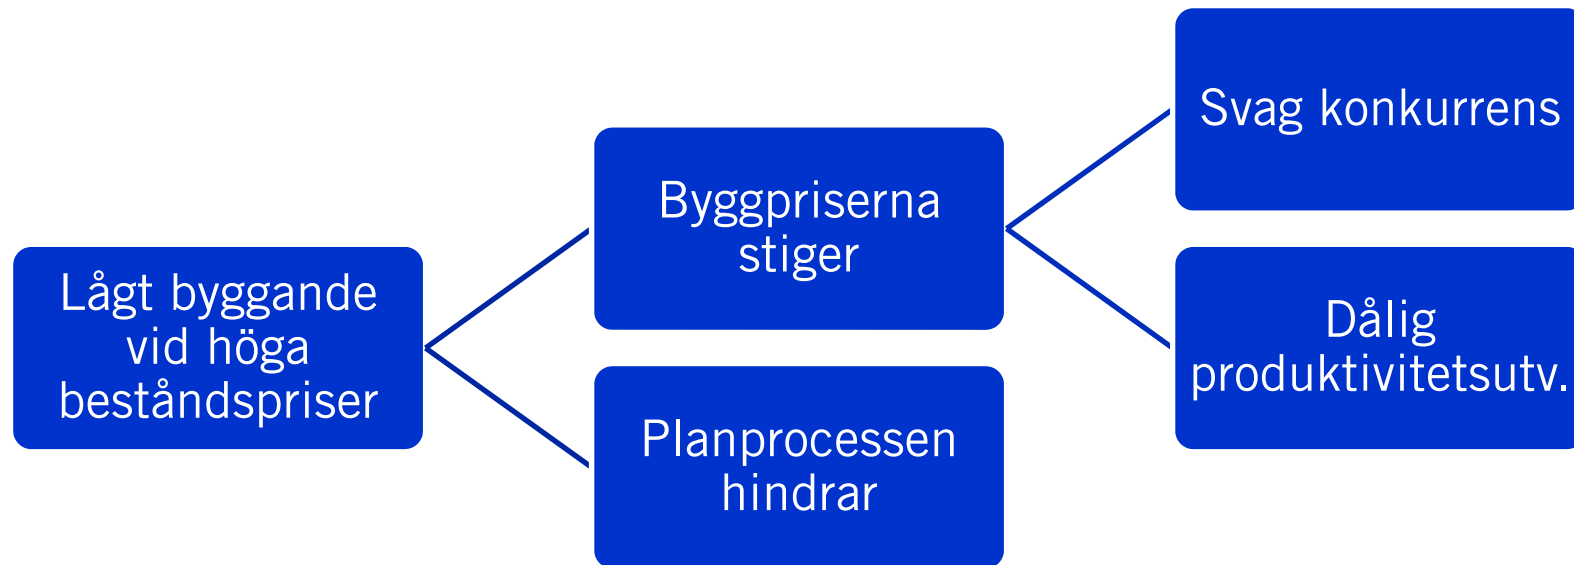 Lågt byggande
vid höga
beståndspriser
Byggpriserna
stiger
Planprocessen
hindrar
Svag konkurrens
Dålig
produktivitetsutv.